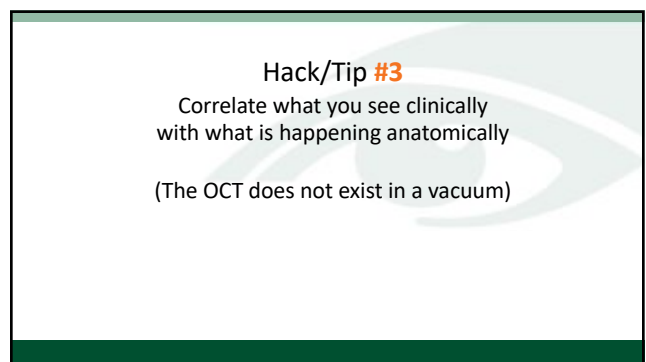 Hack/Tip #3
Correlate what you see clinically
with what is happening anatomically
(The OCT does not exist in a vacuum)